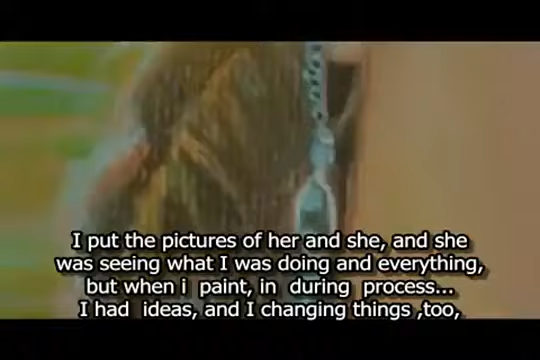 I put the pictures of her and she, and she
was seeing what I was doing and everything,
but when i paint, in during process...
I had ideas, and I changing things ,too,